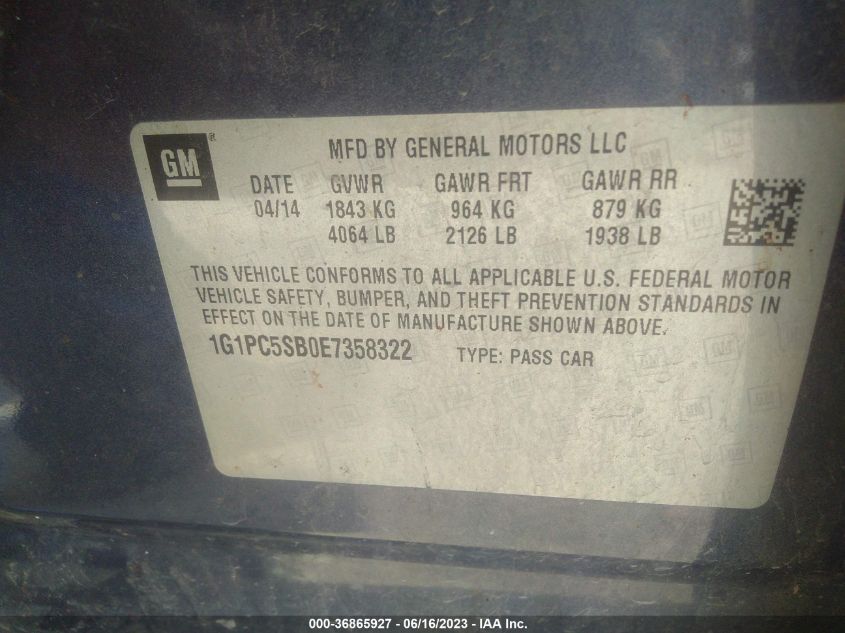 GM®
MFD BY GENERAL MOTORS LLC
DATE GVWR GAWR FRT GAWR RR
04/14 1843 KG 964 KG 879 KG
4064 LB 2126 LB 1938 LB
THIS VEHICLE CONFORMS TO ALL APPLICABLE U.S. FEDERAL MOTOR
VEHICLE SAFETY, BUMPER, AND THEFT PREVENTION STANDARDS IN
EFFECT ON THE DATE OF MANUFACTURE SHOWN ABOVE.
1G1PC5SB0E7358322 TYPE: PASS CAR
000-36865927 - 06/16/2023 - IAA Inc.